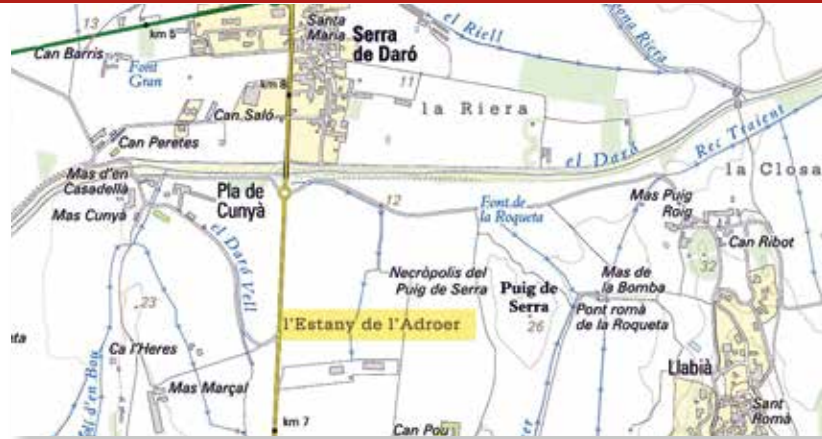 13
km 5
Santa
Maria
Serra
de Daró
el Riell
Riera
Can Barris
Font
Gran
km 8
11
la Riera
Can Saló
Can Peretes
el Daró
Rec Traient
la Closa
Mas d'en
Casadellà
Pla de
Cunyà
Mas Cunyà
12
Font de
la Roqueta
Mas Puig
Roig
Can Ribot
32
el Daró Vell
Necròpolis del
Puig de Serra
Puig de
Serra
26
Mas de
la Bomba
Pont romà
de la Roqueta
23
l'Estany de l'Adroer
Ca l'Heres
Llabià
Mas Marçal
d'en Bou
km 7
Can Pou
Sant
Romà